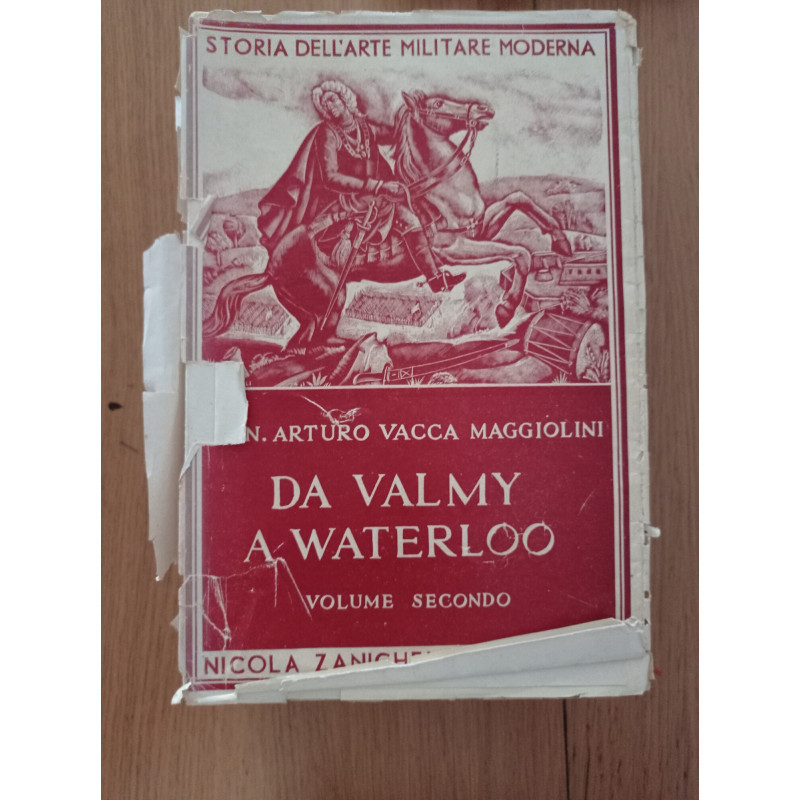 STORIA DELL'ARTE MILITARE MODERNA
N. ARTURO VACCA MAGGIOLINI
DA VALMY
A WATERLOO
VOLUME SECONDO
NICOLA